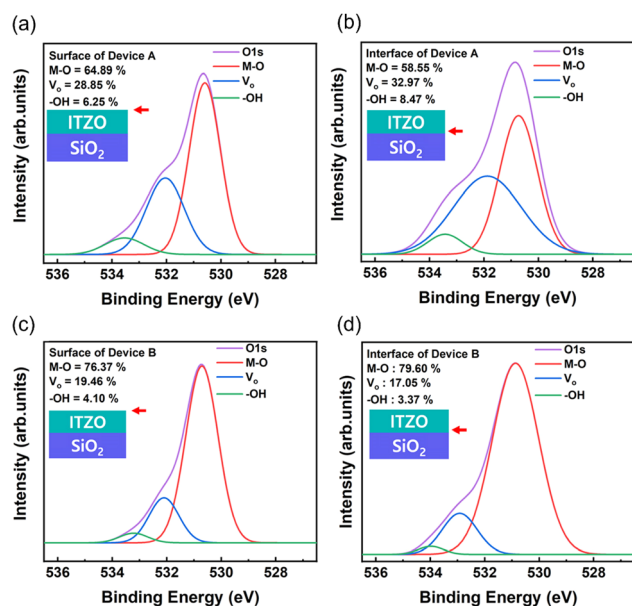 (a)
Surface of Device A
M-O = 64.89 %
Vₒ = 28.85 %
-OH = 6.25 %
O1s
M-O
Vₒ
-OH
ITZO
SiO₂
Intensity (arb.units)
536 534 532 530 528
Binding Energy (eV)
(b)
Interface of Device A
M-O = 58.55 %
Vₒ = 32.97 %
-OH = 8.47 %
O1s
M-O
Vₒ
-OH
ITZO
SiO₂
Intensity (arb.units)
536 534 532 530 528
Binding Energy (eV)
(c)
Surface of Device B
M-O = 76.37 %
Vₒ = 19.46 %
-OH = 4.10 %
O1s
M-O
Vₒ
-OH
ITZO
SiO₂
Intensity (arb.units)
536 534 532 530 528
Binding Energy (eV)
(d)
Interface of Device B
M-O : 79.60 %
Vₒ : 17.05 %
-OH : 3.37 %
O1s
M-O
Vₒ
-OH
ITZO
SiO₂
Intensity (arb.units)
536 534 532 530 528
Binding Energy (eV)